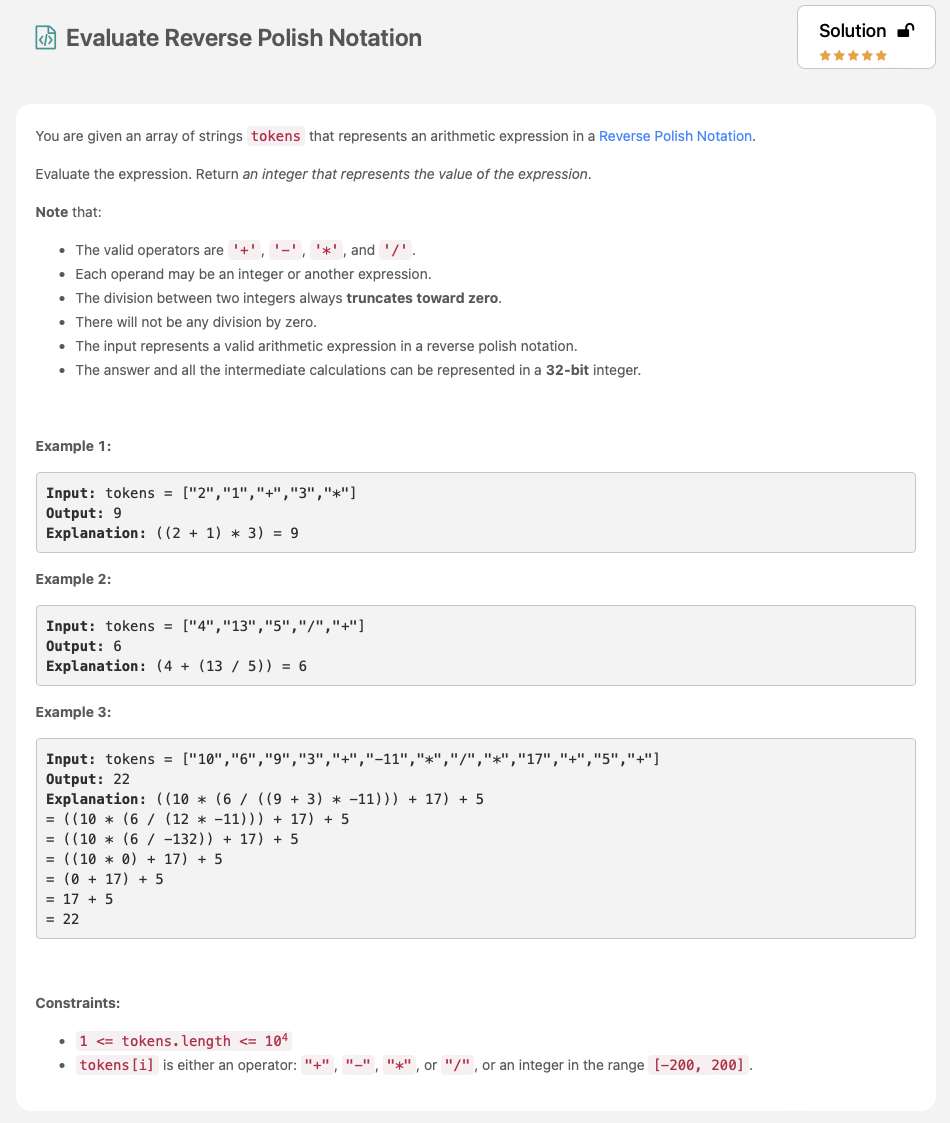 Evaluate Reverse Polish Notation
Solution
You are given an array of strings tokens that represents an arithmetic expression in a Reverse Polish Notation.
Evaluate the expression. Return an integer that represents the value of the expression.
Note that:
• The valid operators are '+', '-', '*', and '/'.
• Each operand may be an integer or another expression.
• The division between two integers always truncates toward zero.
• There will not be any division by zero.
• The input represents a valid arithmetic expression in a reverse polish notation.
• The answer and all the intermediate calculations can be represented in a 32-bit integer.
Example 1:
Input: tokens = ["2","1","+","3","*"]
Output: 9
Explanation: ((2 + 1) * 3) = 9
Example 2:
Input: tokens = ["4","13","5","/","+"]
Output: 6
Explanation: (4 + (13 / 5)) = 6
Example 3:
Input: tokens = ["10","6","9","3","+","-11","*","/","*","17","+","5","+"]
Output: 22
Explanation: ((10 * (6 / ((9 + 3) * -11))) + 17) + 5
= ((10 * (6 / (12 * -11))) + 17) + 5
= ((10 * (6 / -132)) + 17) + 5
= ((10 * 0) + 17) + 5
= (0 + 17) + 5
= 17 + 5
= 22
Constraints:
• 1 <= tokens.length <= 10⁴
• tokens[i] is either an operator: "+", "-", "*", or "/", or an integer in the range [-200, 200].